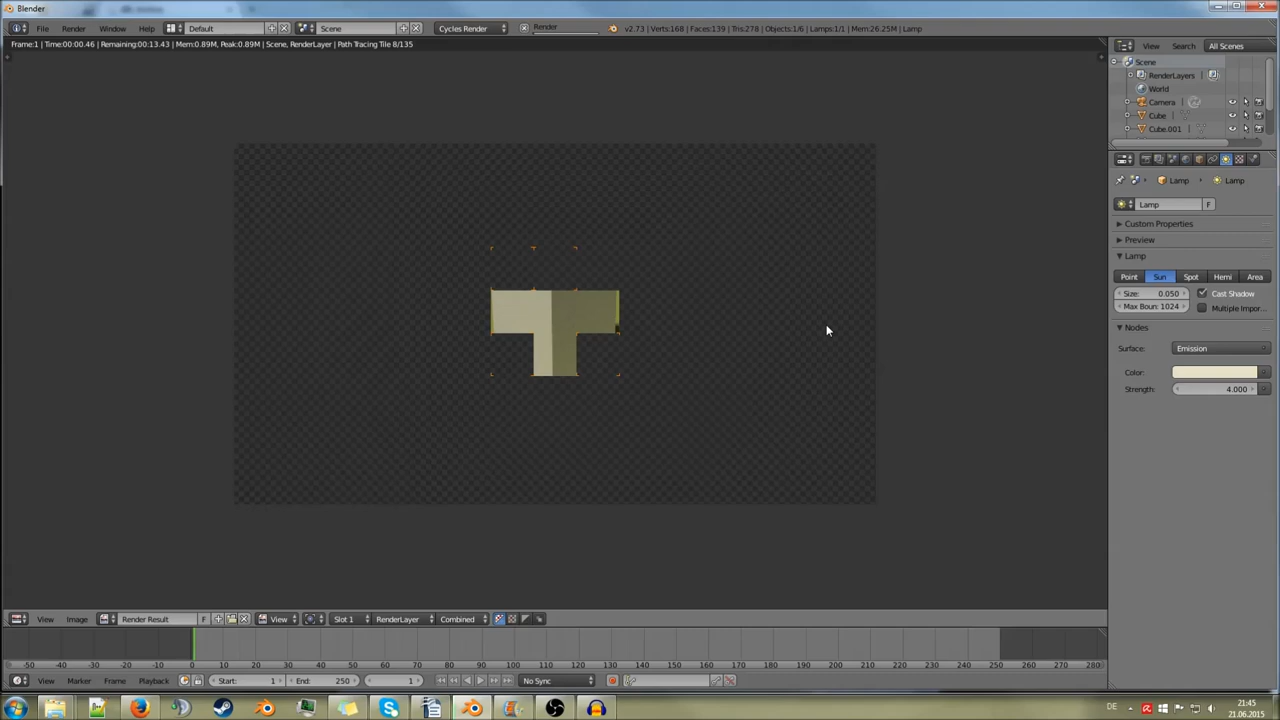 Blender
File Render Window Help Default Scene Cycles Render Render v2.73 | Verts:168 | Faces:139 | Tris:278 | Objects:1/6 | Lamps:1/1 | Mem:26.25M | Lamp
Frame:1 | Time:00:00.46 | Remaining:00:13.43 | Mem:0.89M, Peak:0.89M | Scene, RenderLayer | Path Tracing Tile 8/135
View Search All Scenes
Scene
RenderLayers
World
Camera
Cube
Cube.001
Lamp Lamp
Lamp F
Custom Properties
Preview
Lamp
Point Sun Spot Hemi Area
Size: 0.050 Cast Shadow
Max Boun: 1024 Multiple Impor...
Nodes
Surface: Emission
Color:
Strength: 4.000
View Image Render Result F View Slot 1 RenderLayer Combined
-50 -40 -30 -20 -10 0 10 20 30 40 50 60 70 80 90 100 110 120 130 140 150 160 170 180 190 200 210 220 230 240 250 260 270 280
View Marker Frame Playback Start: 1 End: 250 1 No Sync
DE 21:45
21.06.2015